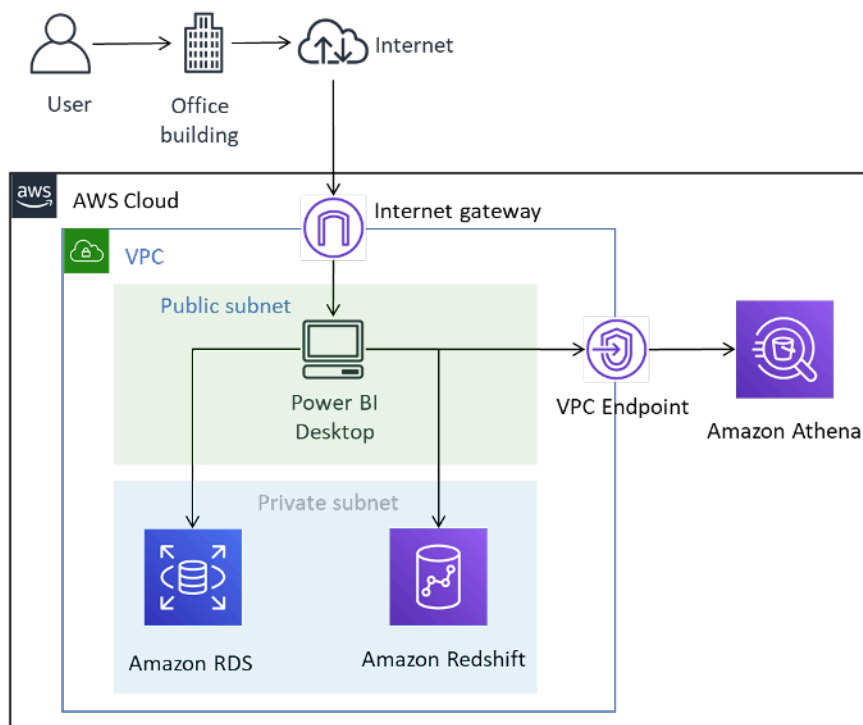 Internet
User
Office
building
aws
AWS Cloud
Internet gateway
VPC
Public subnet
Power BI
Desktop
VPC Endpoint
Amazon Athena
Private subnet
Amazon RDS
Amazon Redshift